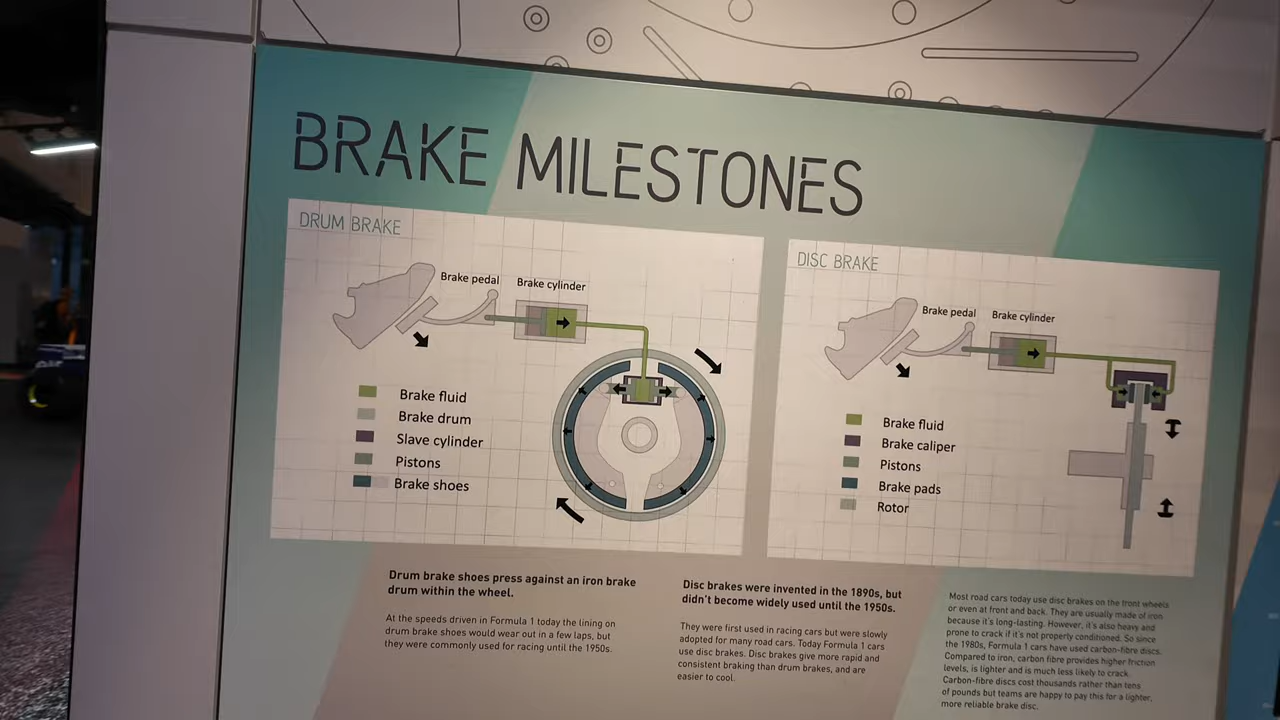 BRAKE MILESTONES
DRUM BRAKE
Brake pedal
Brake cylinder
Brake fluid
Brake drum
Slave cylinder
Pistons
Brake shoes
DISC BRAKE
Brake pedal
Brake cylinder
Brake fluid
Brake caliper
Pistons
Brake pads
Rotor
Drum brake shoes press against an iron brake
drum within the wheel.
At the speeds driven in Formula 1 today the lining on
drum brake shoes would wear out in a few laps, but
they were commonly used for racing until the 1950s.
Disc brakes were invented in the 1890s, but
didn't become widely used until the 1950s.
They were first used in racing cars but were slowly
adopted for many road cars. Today Formula 1 cars
use disc brakes. Disc brakes give more rapid and
consistent braking than drum brakes, and are
easier to cool.
Most road cars today use disc brakes on the front wheels
or even at front and back. They are usually made of iron
because it's long-lasting. However, it's also heavy and
prone to crack if it's not properly conditioned. So since
the 1980s, Formula 1 cars have used carbon-fibre discs.
Compared to iron, carbon fibre provides higher friction
levels, is lighter and is much less likely to crack.
Carbon-fibre discs cost thousands rather than tens
of pounds but teams are happy to pay this for a lighter,
more reliable brake disc.